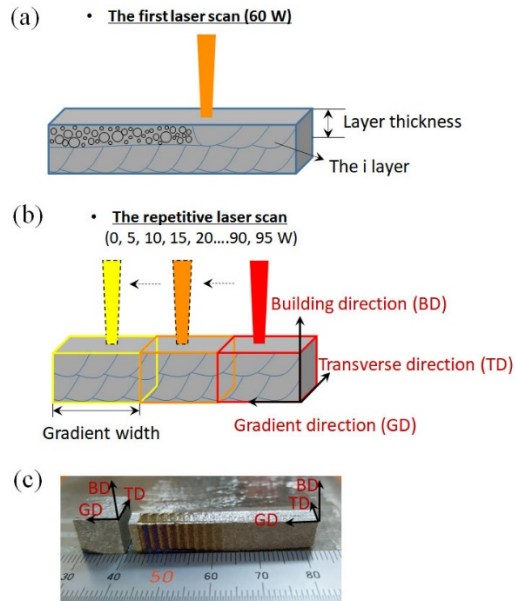 (a)
• The first laser scan (60 W)
Layer thickness
The i layer
(b)
• The repetitive laser scan
(0, 5, 10, 15, 20....90, 95 W)
Building direction (BD)
Transverse direction (TD)
Gradient direction (GD)
Gradient width
(c)
BD
TD
GD
BD
TD
GD
30
40
50
60
70
80